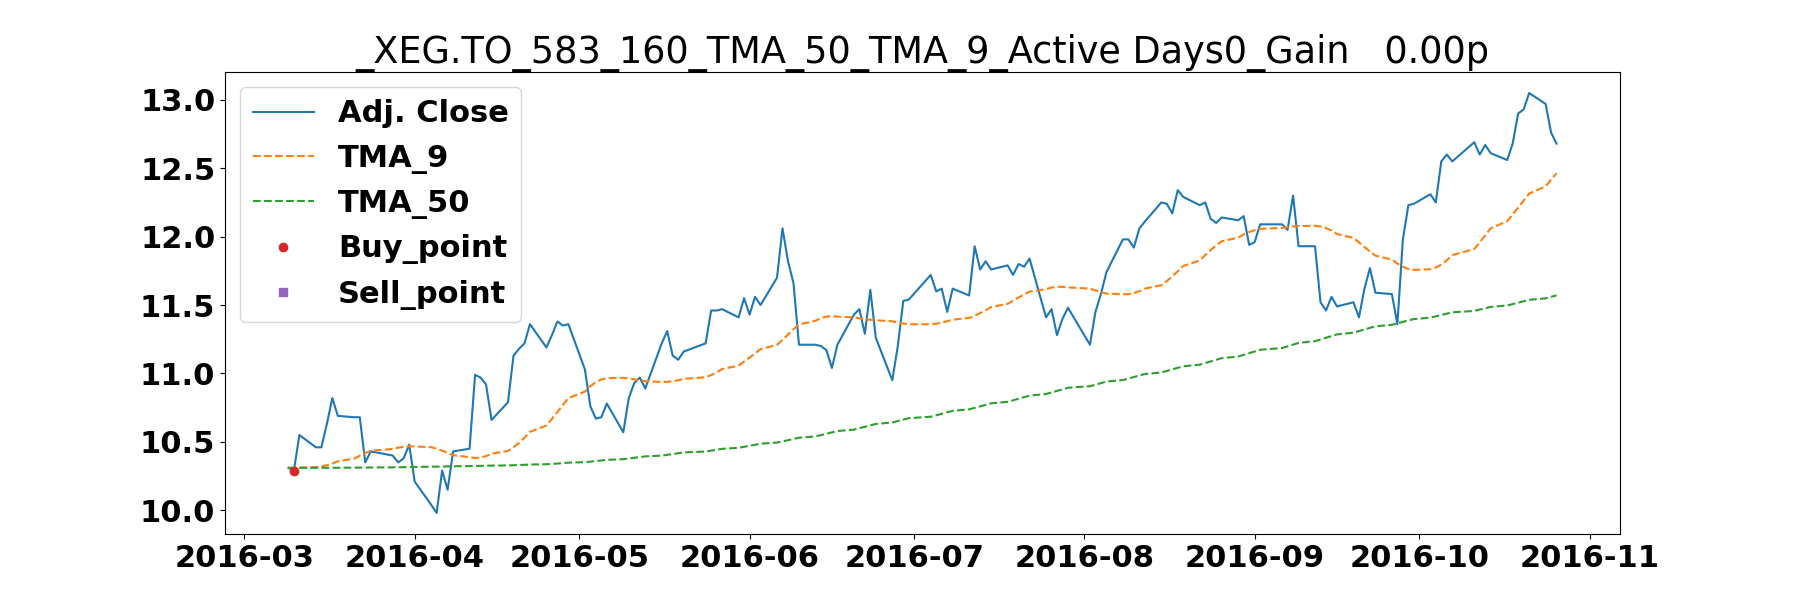 _XEG.TO_583_160_TMA_50_TMA_9_Active Days0_Gain   0.00p
Adj. Close
TMA_9
TMA_50
Buy_point
Sell_point
13.0
12.5
12.0
11.5
11.0
10.5
10.0
2016-03 2016-04 2016-05 2016-06 2016-07 2016-08 2016-09 2016-10 2016-11